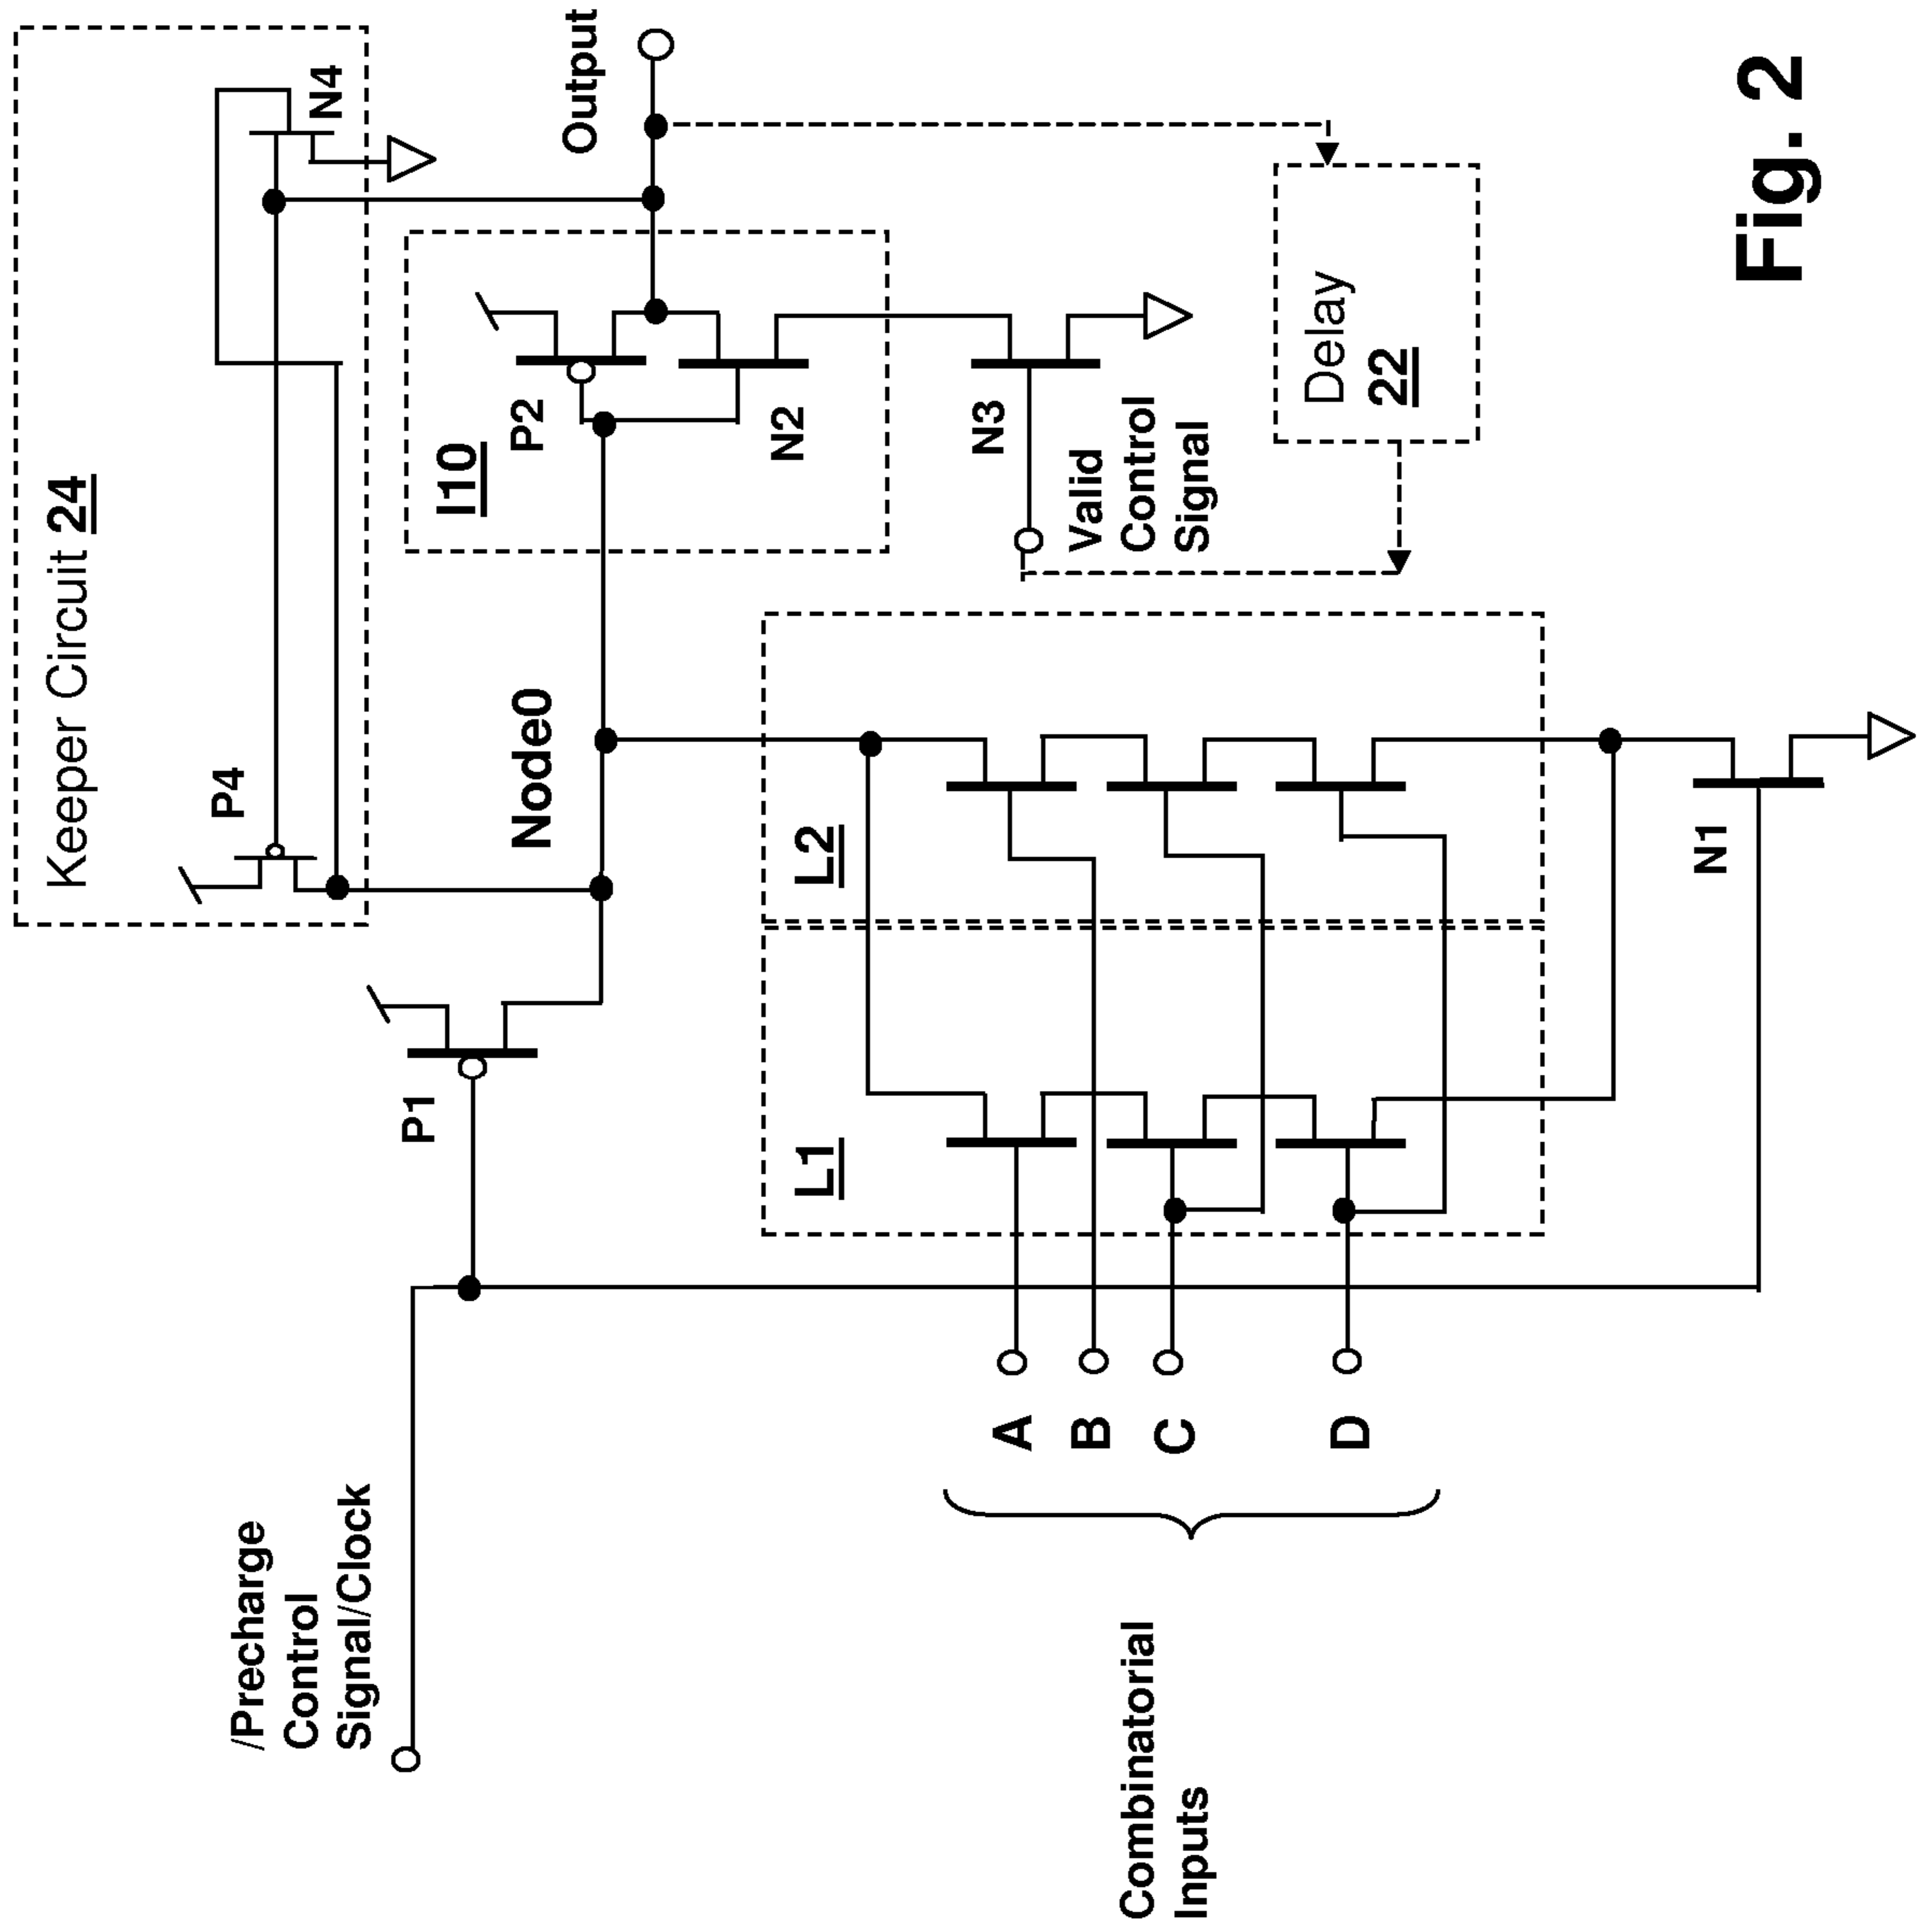 Keeper Circuit 24
P4
N4
/Precharge
Control
Signal/Clock
P1
Node0
I10
P2
Output
N2
N3
Valid
Control
Signal
Delay
22
L1
L2
A
B
C
D
Combinatorial
Inputs
N1
Fig. 2